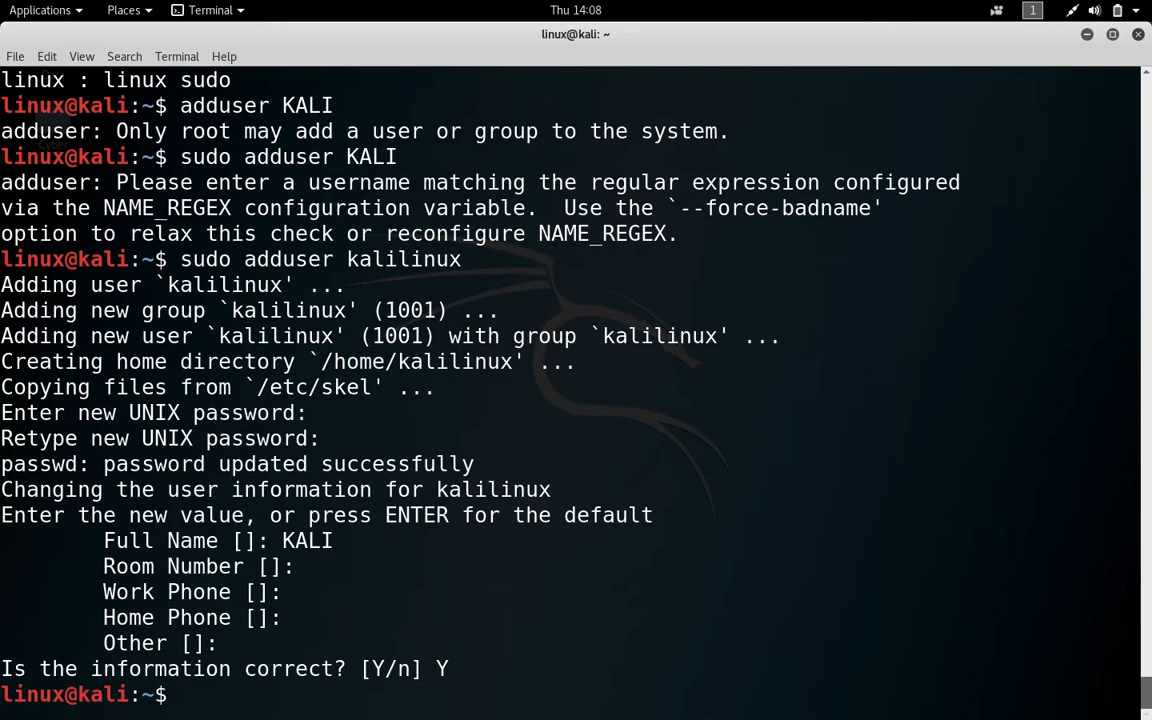 Applications Places Terminal Thu 14:08 1
linux@kali: ~
File Edit View Search Terminal Help
linux : linux sudo
linux@kali:~$ adduser KALI
adduser: Only root may add a user or group to the system.
Cyber
linux@kali:~$ sudo adduser KALI
adduser: Please enter a username matching the regular expression configured
via the NAME_REGEX configuration variable.  Use the `--force-badname'
option to relax this check or reconfigure NAME_REGEX.
linux@kali:~$ sudo adduser kalilinux
Adding user `kalilinux' ...
Adding new group `kalilinux' (1001) ...
Adding new user `kalilinux' (1001) with group `kalilinux' ...
Creating home directory `/home/kalilinux' ...
Copying files from `/etc/skel' ...
Enter new UNIX password:
Retype new UNIX password:
passwd: password updated successfully
Changing the user information for kalilinux
Enter the new value, or press ENTER for the default
        Full Name []: KALI
        Room Number []:
        Work Phone []:
        Home Phone []:
        Other []:
Is the information correct? [Y/n] Y
linux@kali:~$